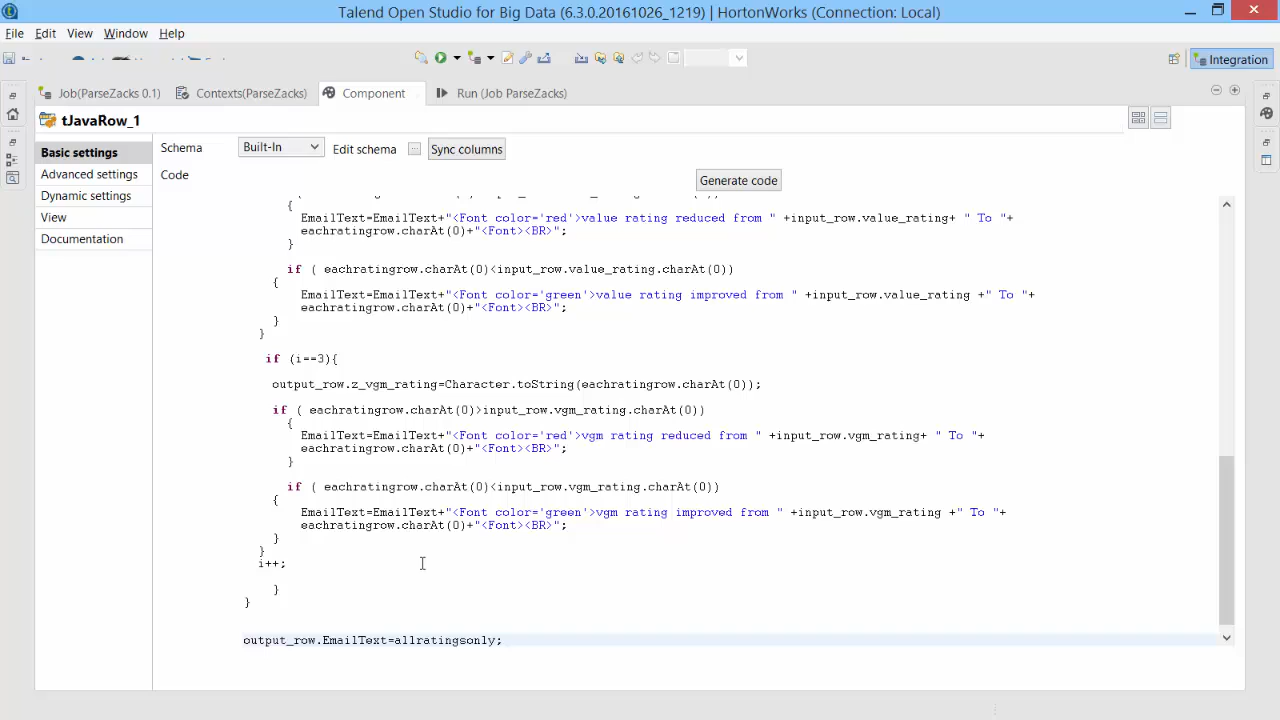 Talend Open Studio for Big Data (6.3.0.20161026_1219) | HortonWorks (Connection: Local)
File Edit View Window Help
Integration
Job(ParseZacks 0.1) Contexts(ParseZacks) Component Run (Job ParseZacks)
tJavaRow_1
Basic settings
Advanced settings
Dynamic settings
View
Documentation
Schema Built-In Edit schema ... Sync columns
Code
Generate code
{
EmailText=EmailText+"<Font color='red'>value rating reduced from " +input_row.value_rating+ " To "+
eachratingrow.charAt(0)+"<Font><BR>";
}
if ( eachratingrow.charAt(0)<input_row.value_rating.charAt(0))
{
EmailText=EmailText+"<Font color='green'>value rating improved from " +input_row.value_rating +" To "+
eachratingrow.charAt(0)+"<Font><BR>";
}
}
if (i==3){
output_row.z_vgm_rating=Character.toString(eachratingrow.charAt(0));
if ( eachratingrow.charAt(0)>input_row.vgm_rating.charAt(0))
{
EmailText=EmailText+"<Font color='red'>vgm rating reduced from " +input_row.vgm_rating+ " To "+
eachratingrow.charAt(0)+"<Font><BR>";
}
if ( eachratingrow.charAt(0)<input_row.vgm_rating.charAt(0))
{
EmailText=EmailText+"<Font color='green'>vgm rating improved from " +input_row.vgm_rating +" To "+
eachratingrow.charAt(0)+"<Font><BR>";
}
}
i++;
}
}
output_row.EmailText=allratingsonly;